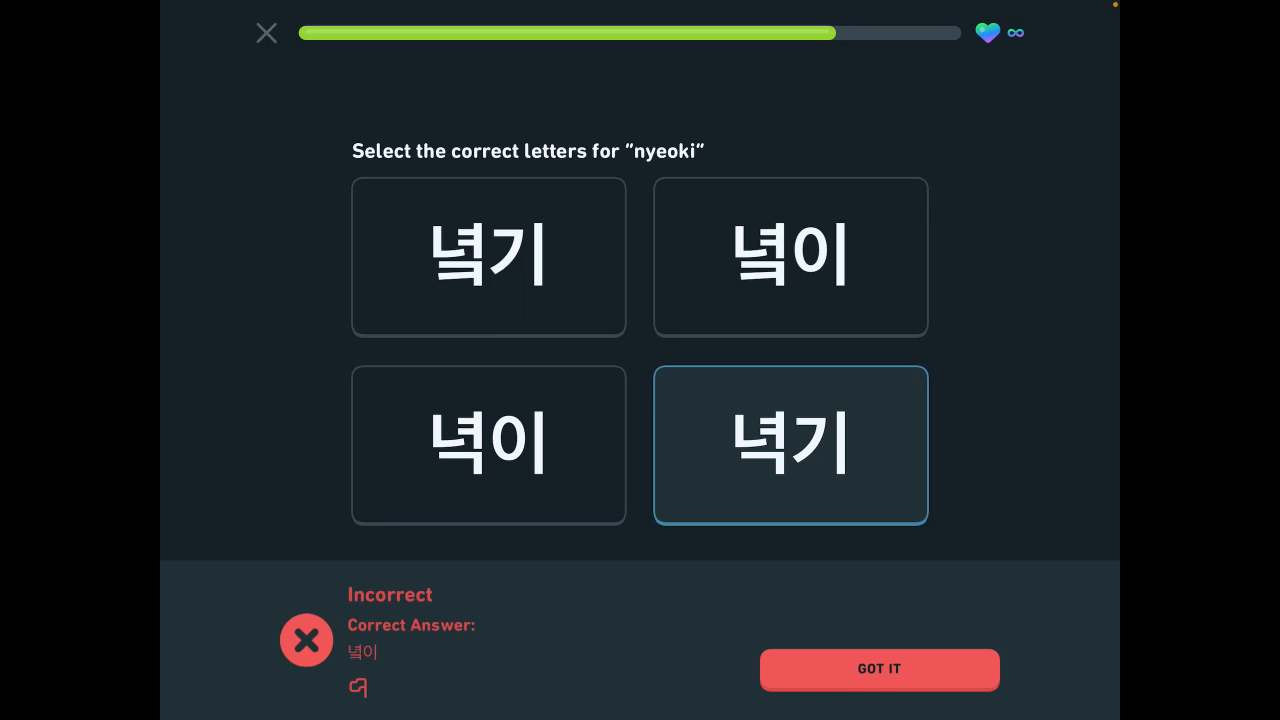 Select the correct letters for “nyeoki”
녘기
녘이
녁이
녁기
Incorrect
Correct Answer:
녘이
GOT IT